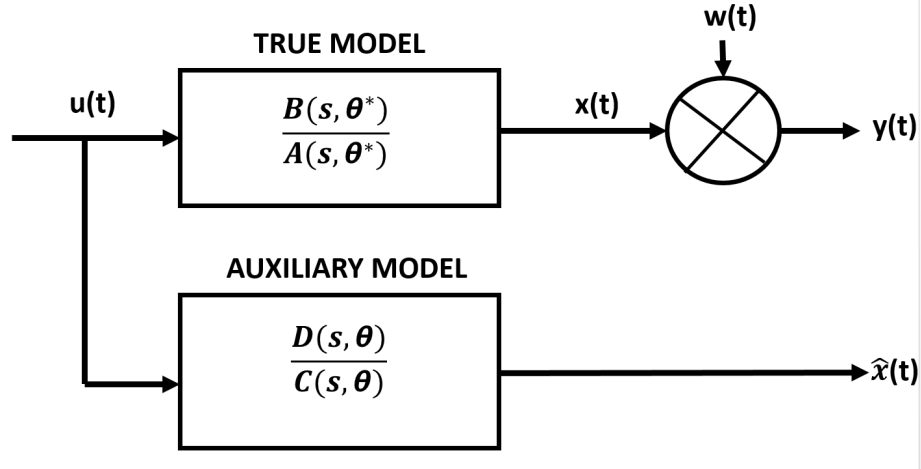 w(t)
TRUE MODEL
u(t)
B(s, θ*)
A(s, θ*)
x(t)
y(t)
AUXILIARY MODEL
D(s, θ)
C(s, θ)
x̂(t)